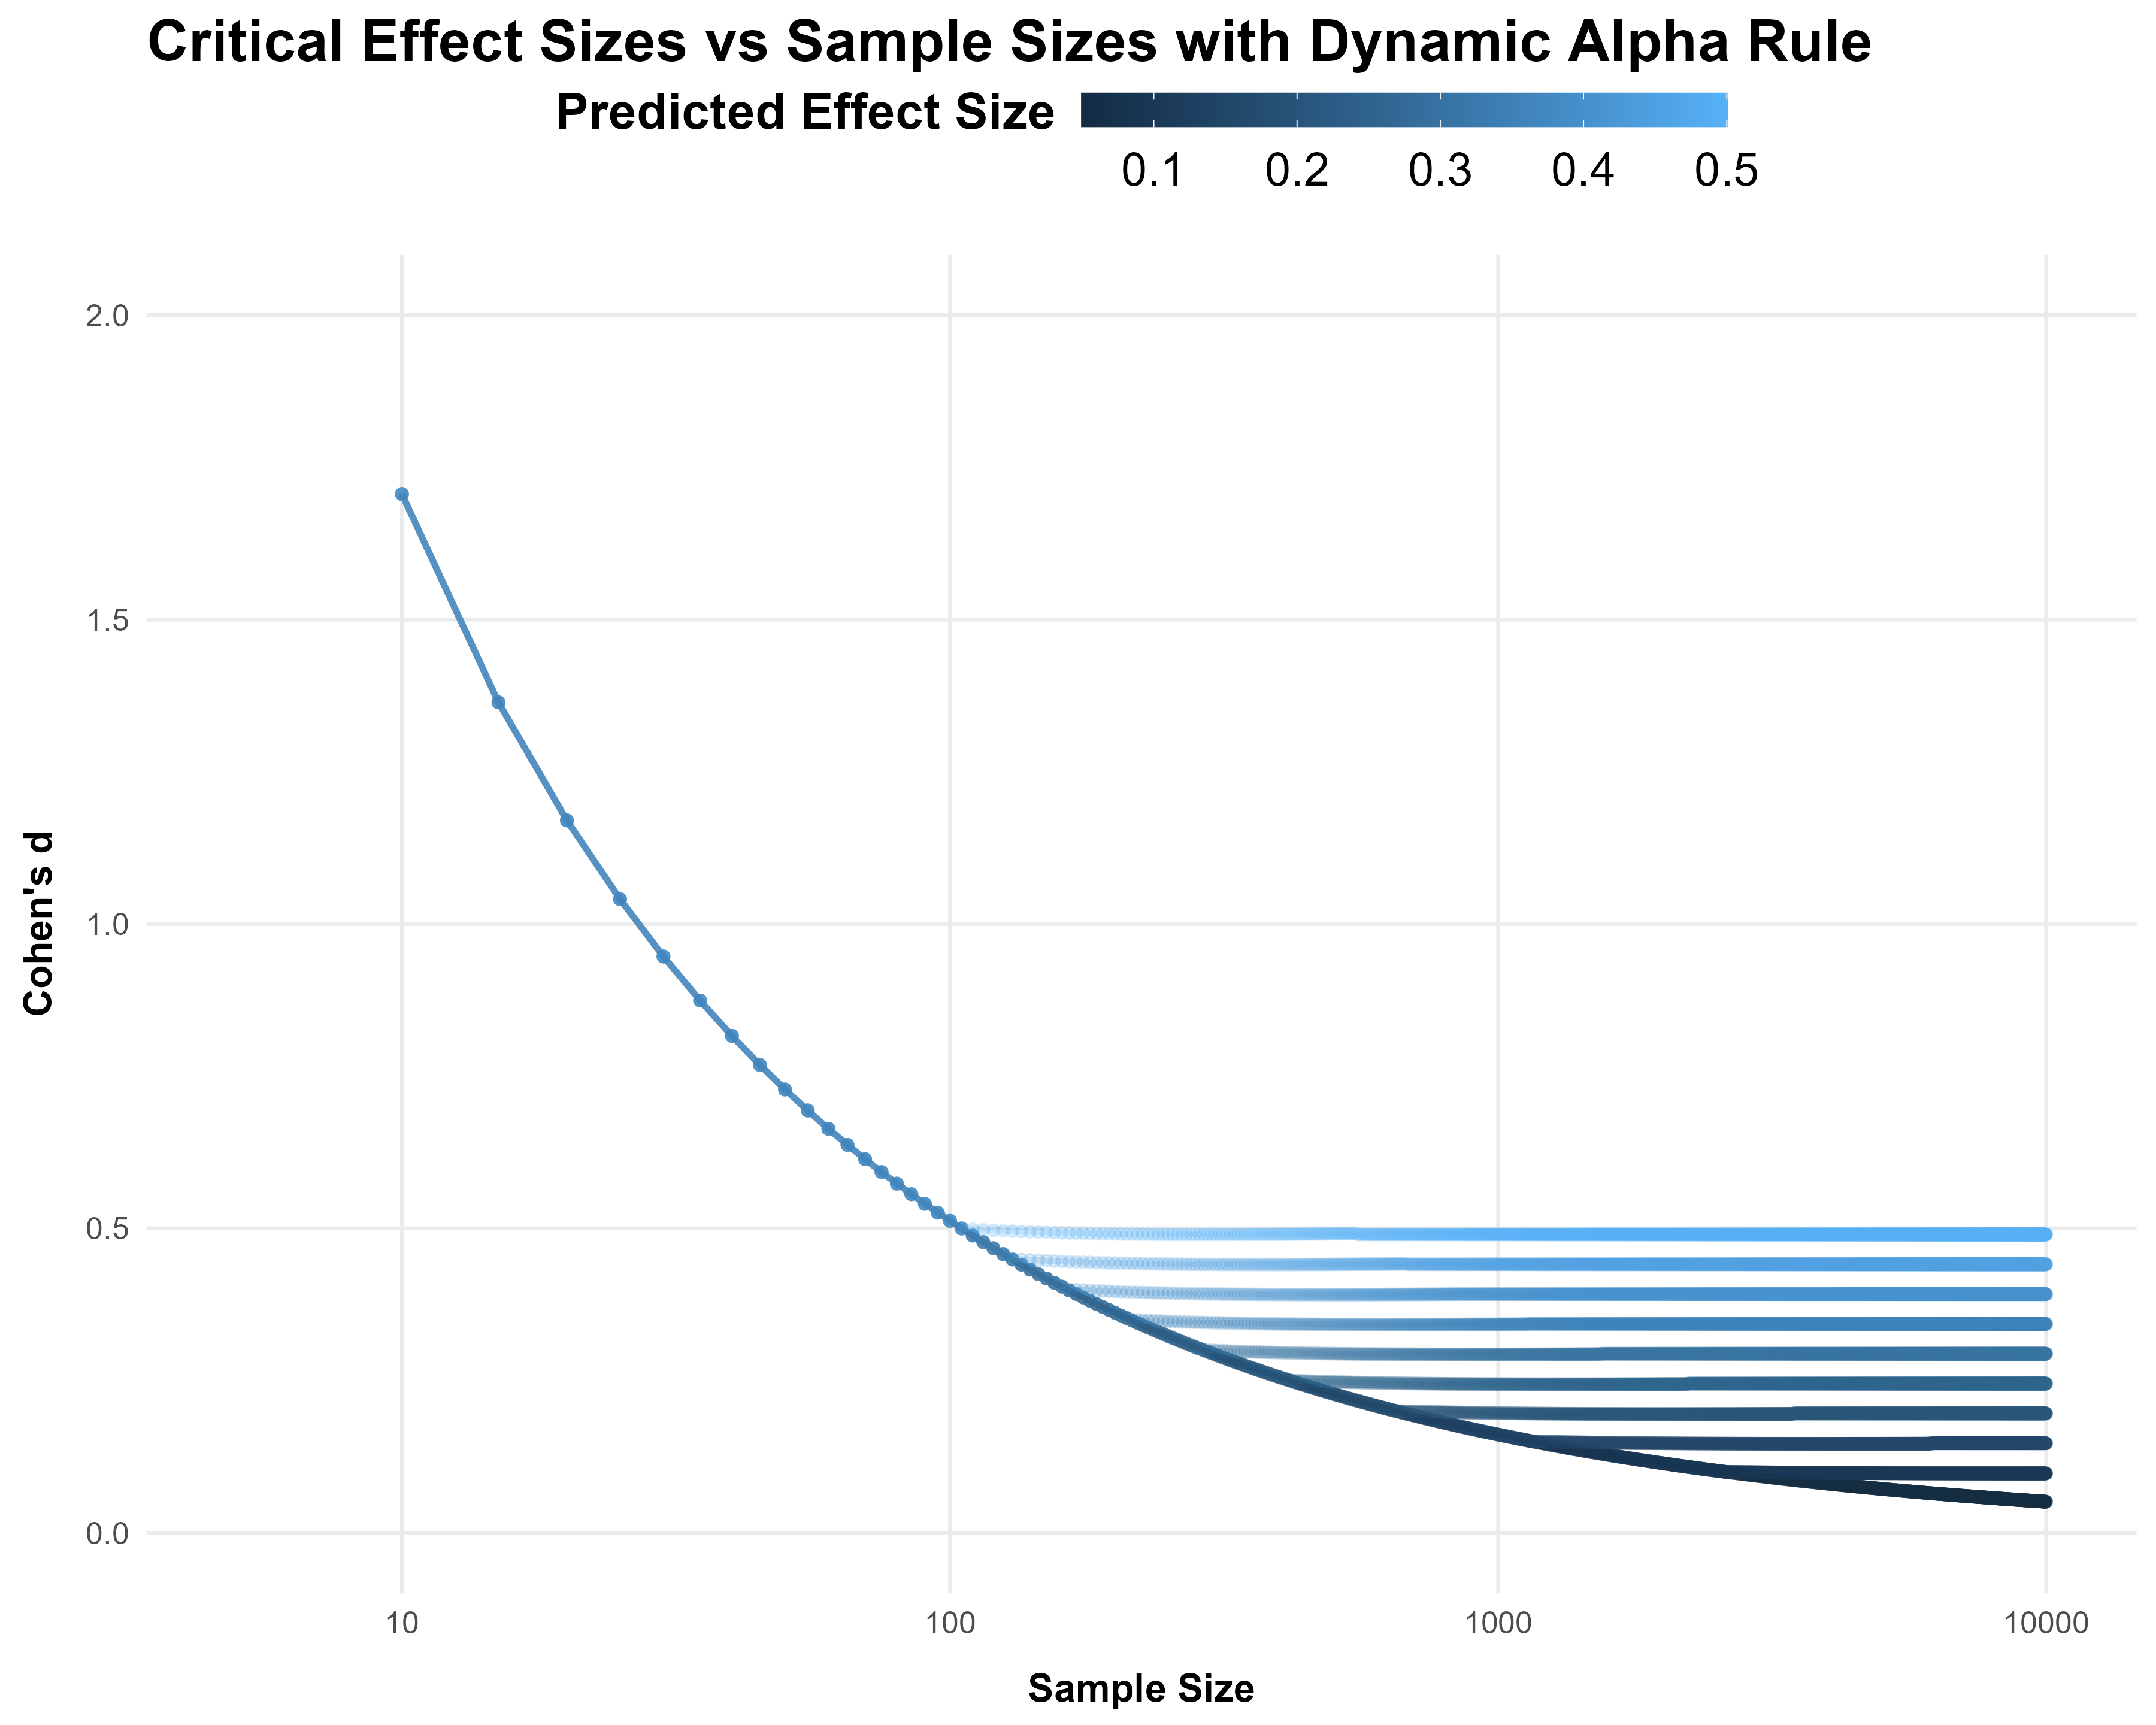 Critical Effect Sizes vs Sample Sizes with Dynamic Alpha Rule
Predicted Effect Size
0.1 0.2 0.3 0.4 0.5
2.0
1.5
1.0
0.5
0.0
Cohen's d
10 100 1000 10000
Sample Size